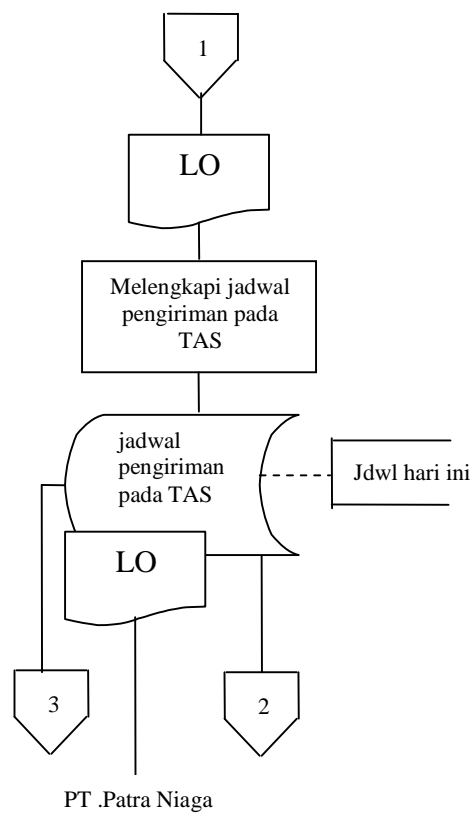 1
LO
Melengkapi jadwal
pengiriman pada
TAS
jadwal
pengiriman
pada TAS
Jdwl hari ini
LO
3
2
PT .Patra Niaga